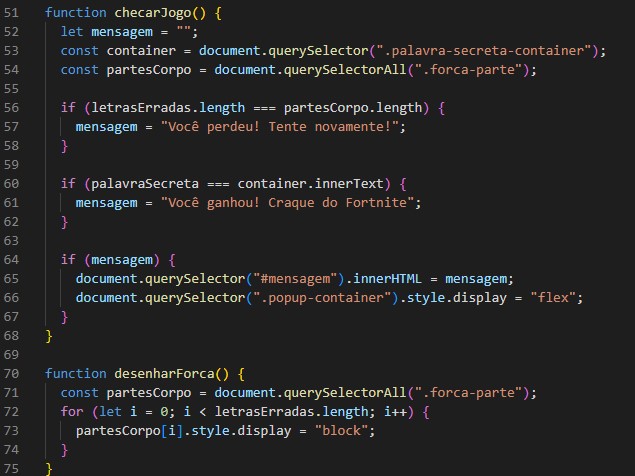 51 function checarJogo() {
52   let mensagem = "";
53   const container = document.querySelector(".palavra-secreta-container");
54   const partesCorpo = document.querySelectorAll(".forca-parte");
55
56   if (letrasErradas.length === partesCorpo.length) {
57     mensagem = "Você perdeu! Tente novamente!";
58   }
59
60   if (palavraSecreta === container.innerText) {
61     mensagem = "Você ganhou! Craque do Fortnite";
62   }
63
64   if (mensagem) {
65     document.querySelector("#mensagem").innerHTML = mensagem;
66     document.querySelector(".popup-container").style.display = "flex";
67   }
68 }
69
70 function desenharForca() {
71   const partesCorpo = document.querySelectorAll(".forca-parte");
72   for (let i = 0; i < letrasErradas.length; i++) {
73     partesCorpo[i].style.display = "block";
74   }
75 }